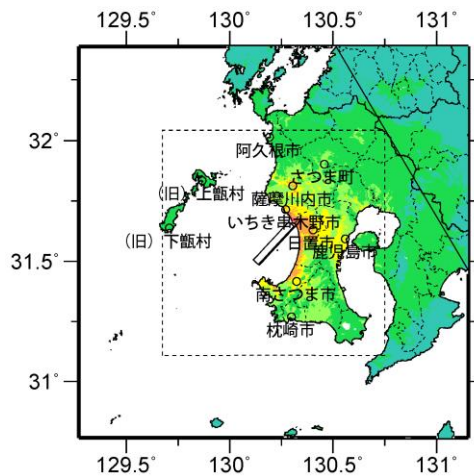 129.5° 130° 130.5° 131°
32°
阿久根市
さつま町
(旧)上甑村
薩摩川内市
いちき串木野市
(旧)下甑村
日置市
鹿児島市
31.5°
南さつま市
枕崎市
31°
129.5° 130° 130.5° 131°